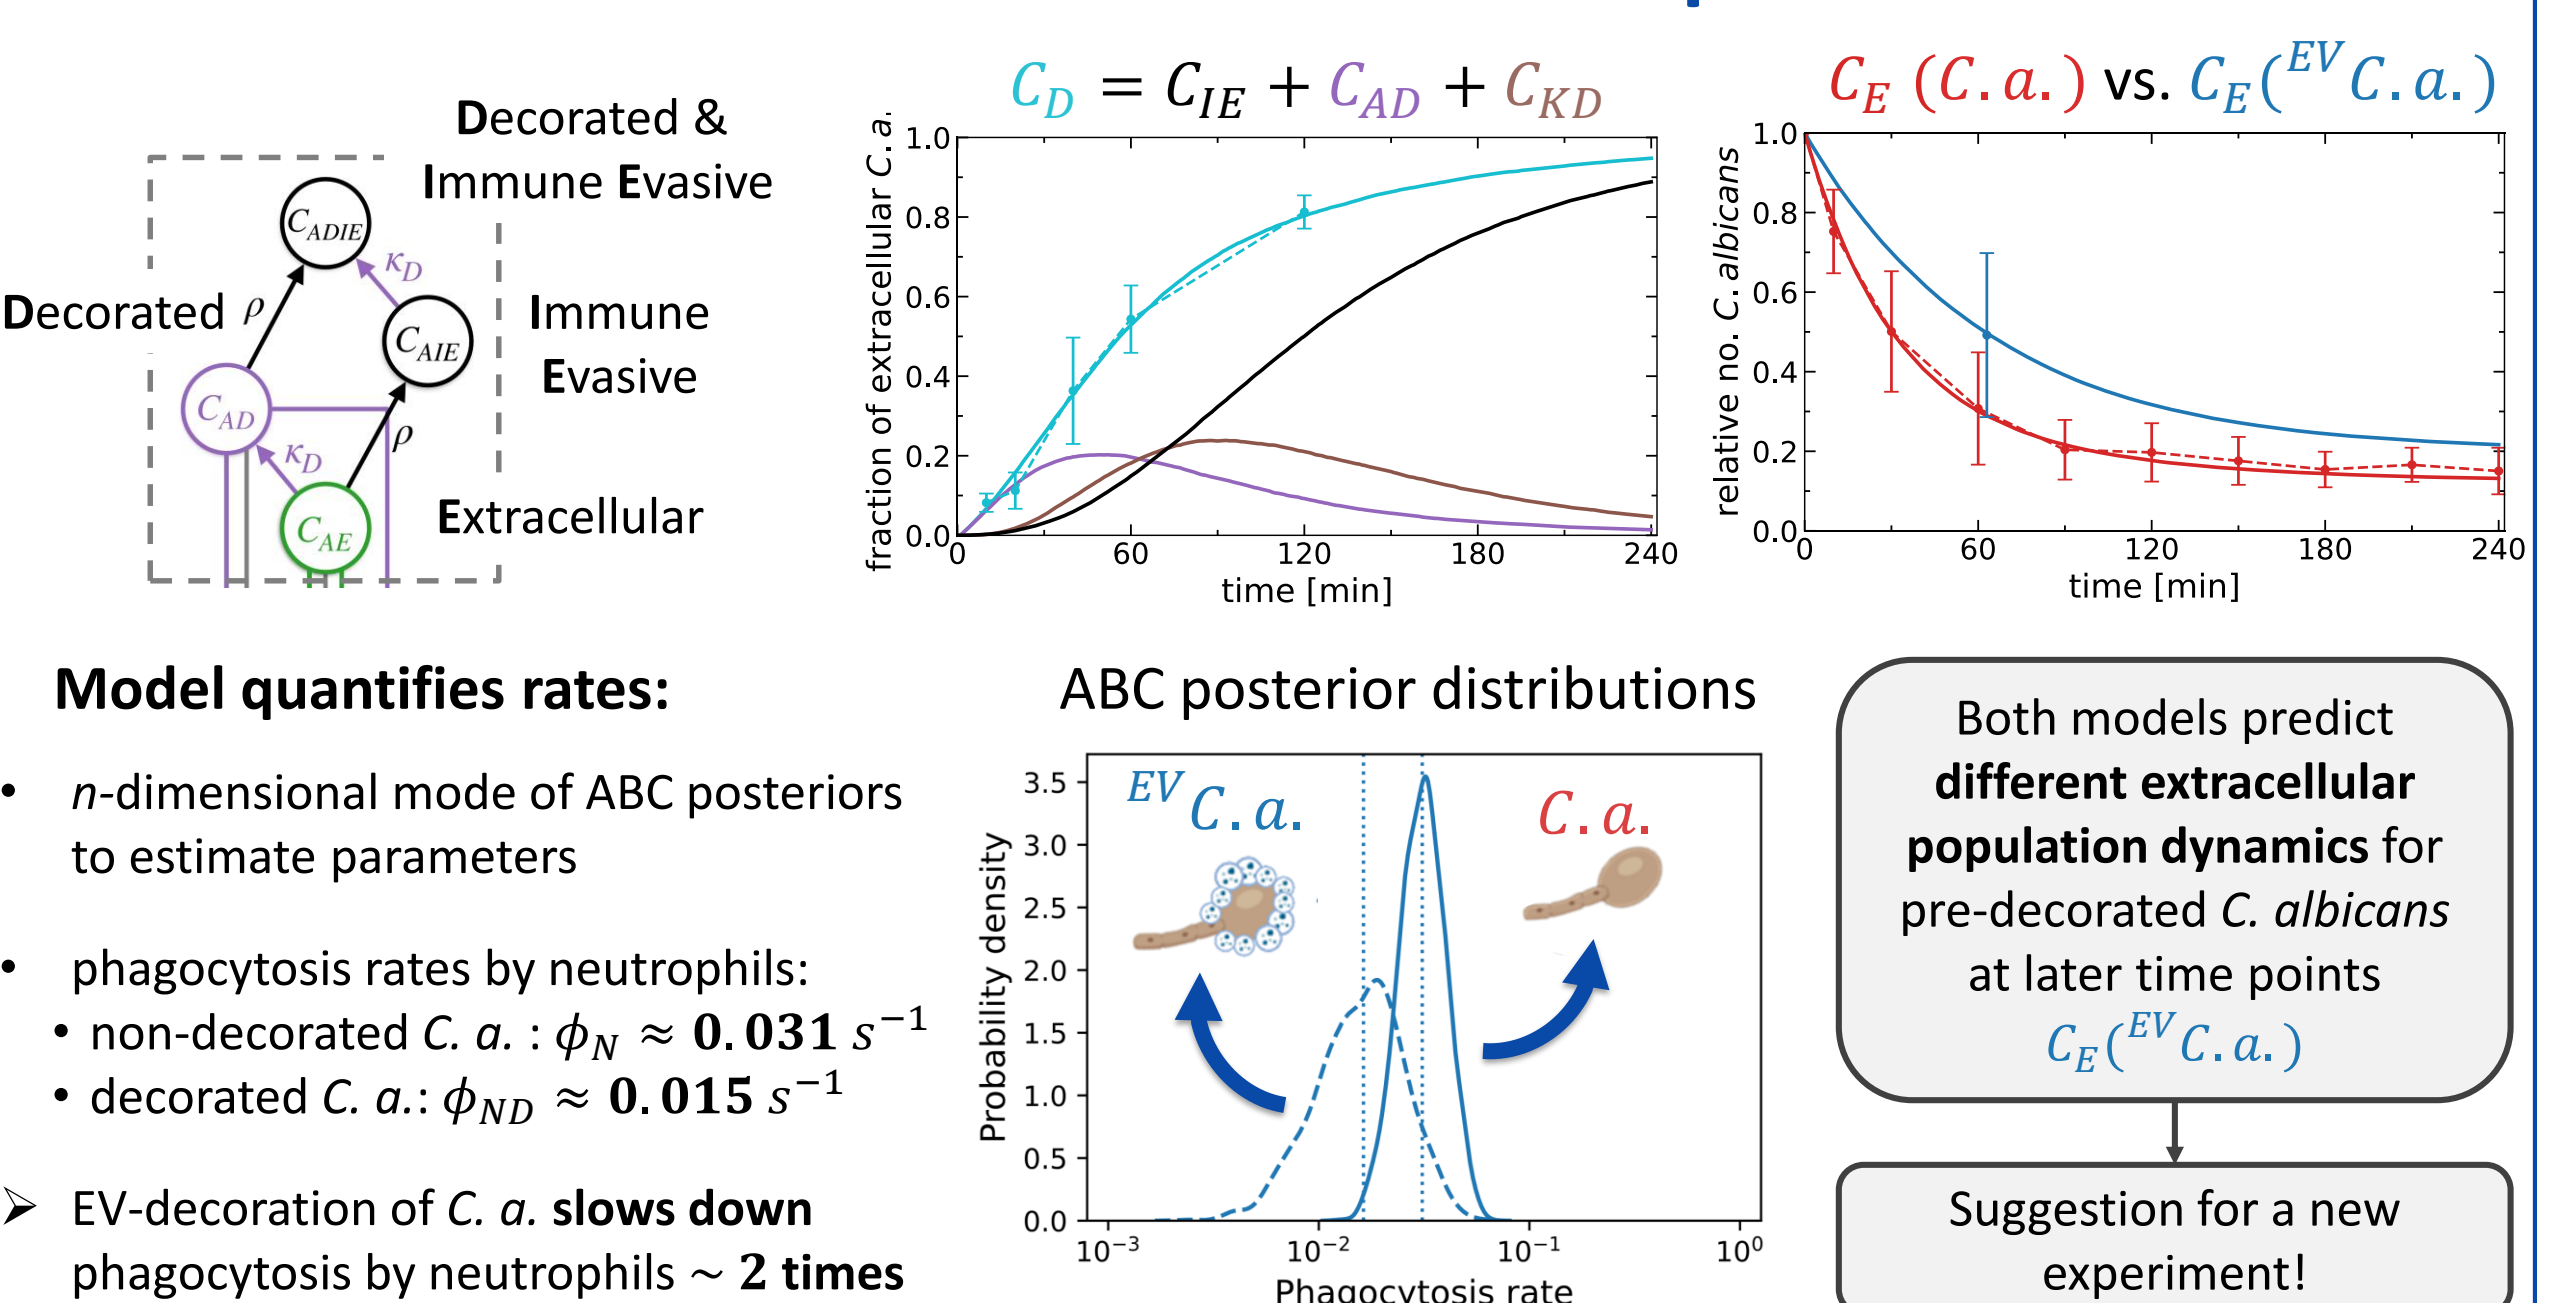 Decorated &
Immune Evasive
C_ADIE
κ_D
Decorated
ρ
Immune
Evasive
C_AIE
C_AD
ρ
κ_D
Extracellular
C_AE
C_D = C_IE + C_AD + C_KD
fraction of extracellular C.a.
1.0
0.8
0.6
0.4
0.2
0.0
0 60 120 180 240
time [min]
C_E (C.a.) vs. C_E(^EV C.a.)
relative no. C. albicans
1.0
0.8
0.6
0.4
0.2
0.0
0 60 120 180 240
time [min]
Model quantifies rates:
• n-dimensional mode of ABC posteriors
to estimate parameters
• phagocytosis rates by neutrophils:
• non-decorated C. a. : ϕ_N ≈ 0.031 s⁻¹
• decorated C. a.: ϕ_ND ≈ 0.015 s⁻¹
➢ EV-decoration of C. a. slows down
phagocytosis by neutrophils ~ 2 times
ABC posterior distributions
^EV C.a.
C.a.
Probability density
3.5
3.0
2.5
2.0
1.5
1.0
0.5
0.0
10⁻³ 10⁻² 10⁻¹ 10⁰
Phagocytosis rate
Both models predict
different extracellular
population dynamics for
pre-decorated C. albicans
at later time points
C_E(^EV C.a.)
Suggestion for a new
experiment!